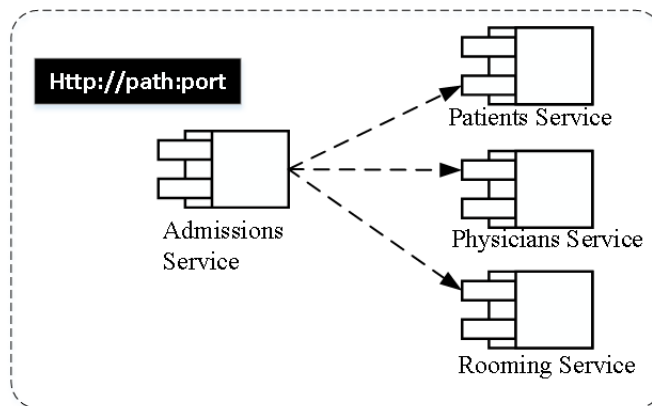 Http://path:port
Patients Service
Admissions
Service
Physicians Service
Rooming Service